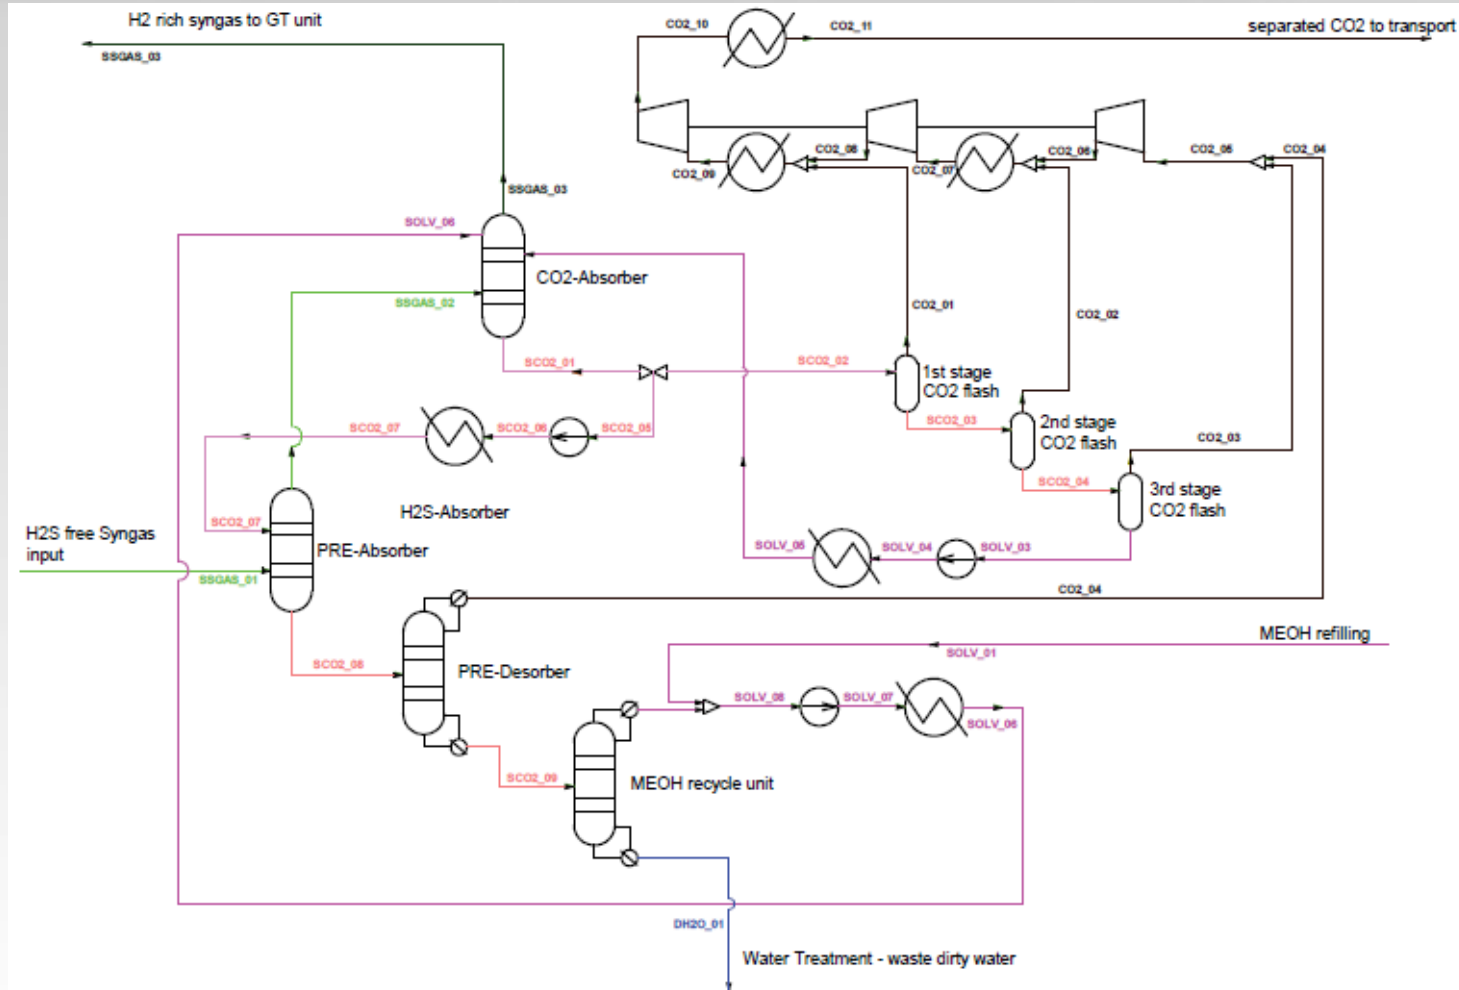 H2 rich syngas to GT unit
CO2_10
CO2_11
separated CO2 to transport
SSGAS_03
CO2_09
CO2_08
CO2_07
CO2_06
CO2_05
CO2_04
SSGAS_03
SOLV_06
CO2-Absorber
SSGAS_02
CO2_01
CO2_02
SCO2_01
SCO2_02
1st stage
CO2 flash
SCO2_03
2nd stage
CO2 flash
SCO2_07
SCO2_06
SCO2_05
CO2_03
SCO2_04
3rd stage
CO2 flash
H2S-Absorber
SCO2_07
H2S free Syngas
input
PRE-Absorber
SOLV_05
SOLV_04
SOLV_03
SSGAS_01
CO2_04
MEOH refilling
SOLV_01
SCO2_08
PRE-Desorber
SOLV_08
SOLV_07
SOLV_06
SCO2_09
MEOH recycle unit
DH2O_01
Water Treatment - waste dirty water